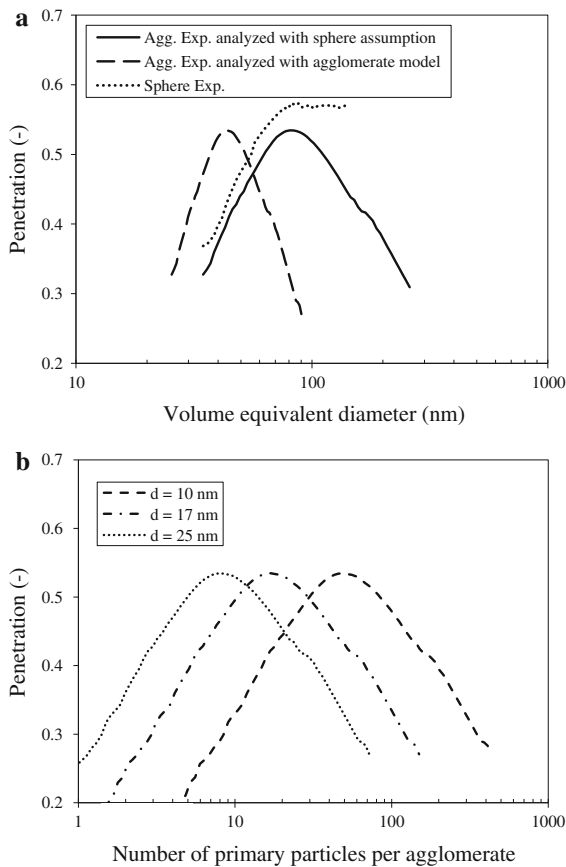 a
0.7
0.6
0.5
0.4
0.3
0.2
Penetration (-)
Agg. Exp. analyzed with sphere assumption
Agg. Exp. analyzed with agglomerate model
Sphere Exp.
10
100
1000
Volume equivalent diameter (nm)
b
0.7
0.6
0.5
0.4
0.3
0.2
Penetration (-)
d = 10 nm
d = 17 nm
d = 25 nm
1
10
100
1000
Number of primary particles per agglomerate